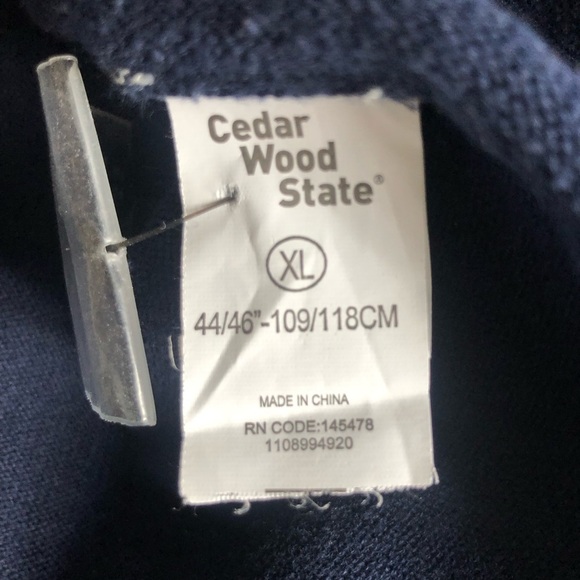 Cedar
Wood
State®
XL
44/46"-109/118CM
MADE IN CHINA
RN CODE:145478
1108994920